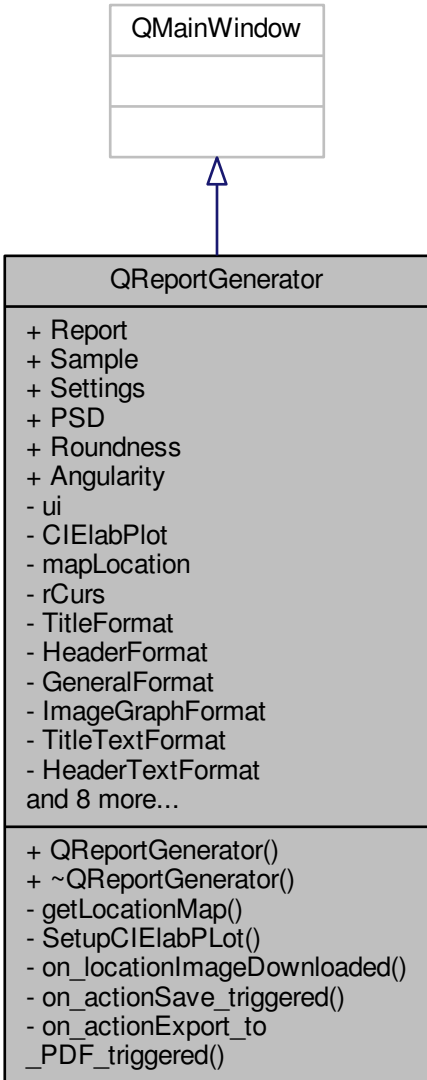 QMainWindow
QReportGenerator
+ Report
+ Sample
+ Settings
+ PSD
+ Roundness
+ Angularity
- ui
- CIElabPlot
- mapLocation
- rCurs
- TitleFormat
- HeaderFormat
- GeneralFormat
- ImageGraphFormat
- TitleTextFormat
- HeaderTextFormat
and 8 more...
+ QReportGenerator()
+ ~QReportGenerator()
- getLocationMap()
- SetupCIElabPLot()
- on_locationImageDownloaded()
- on_actionSave_triggered()
- on_actionExport_to
_PDF_triggered()